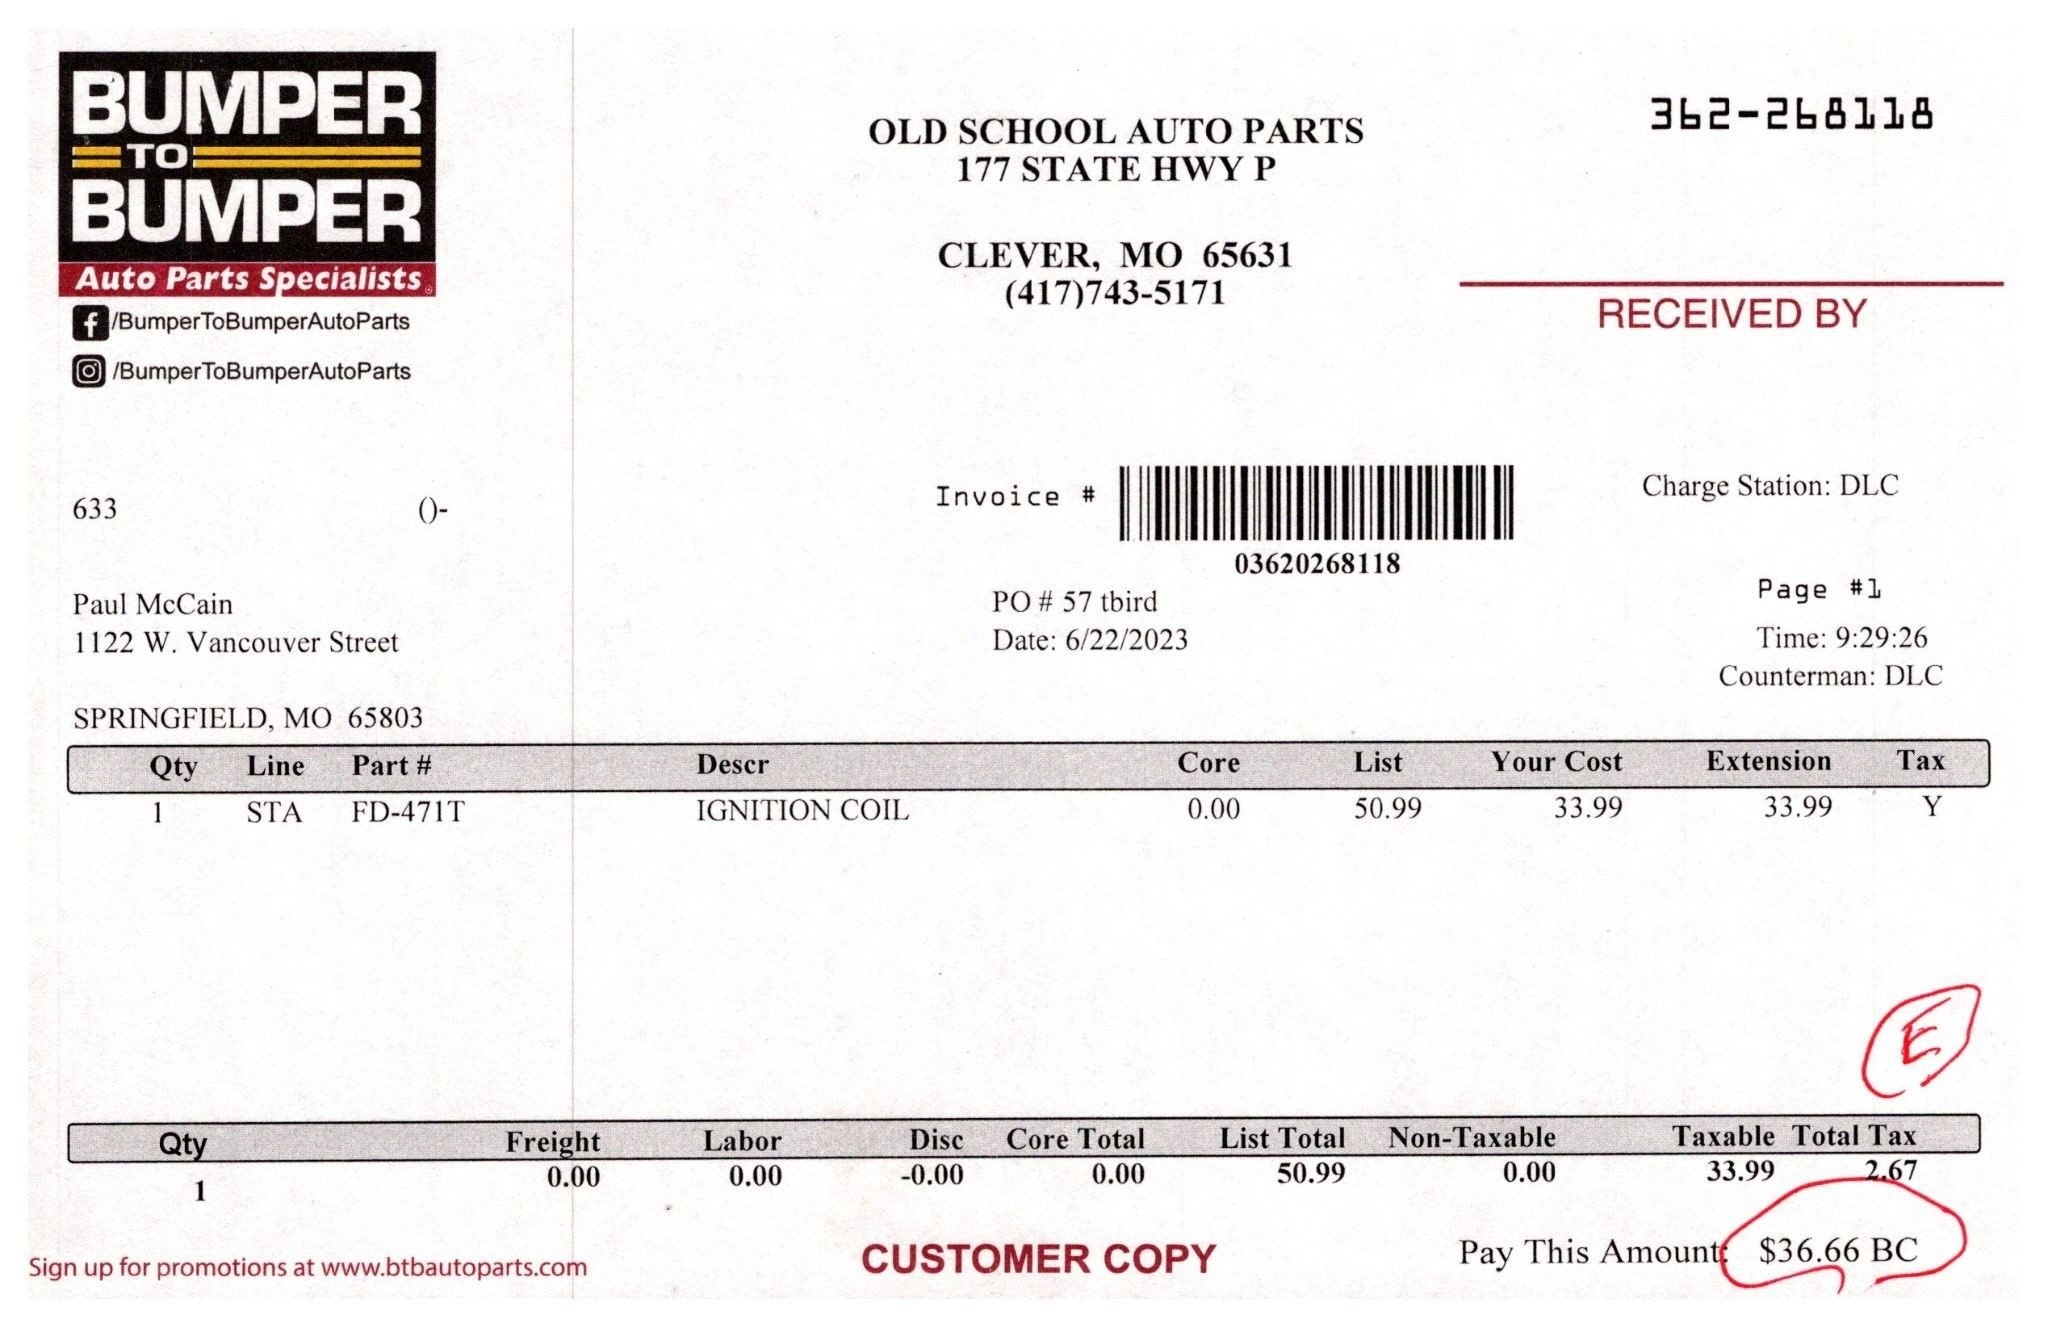 BUMPER
TO
BUMPER
Auto Parts Specialists
/BumperToBumperAutoParts
/BumperToBumperAutoParts
OLD SCHOOL AUTO PARTS
177 STATE HWY P
CLEVER, MO 65631
(417)743-5171
362-268118
RECEIVED BY
633 ()-
Invoice #
03620268118
Charge Station: DLC
Paul McCain
1122 W. Vancouver Street
SPRINGFIELD, MO 65803
PO # 57 tbird
Date: 6/22/2023
Page #1
Time: 9:29:26
Counterman: DLC
Qty Line Part # Descr Core List Your Cost Extension Tax
1 STA FD-471T IGNITION COIL 0.00 50.99 33.99 33.99 Y
E
Qty Freight Labor Disc Core Total List Total Non-Taxable Taxable Total Tax
1 0.00 0.00 -0.00 0.00 50.99 0.00 33.99 2.67
Sign up for promotions at www.btbautoparts.com
CUSTOMER COPY
Pay This Amount: $36.66 BC